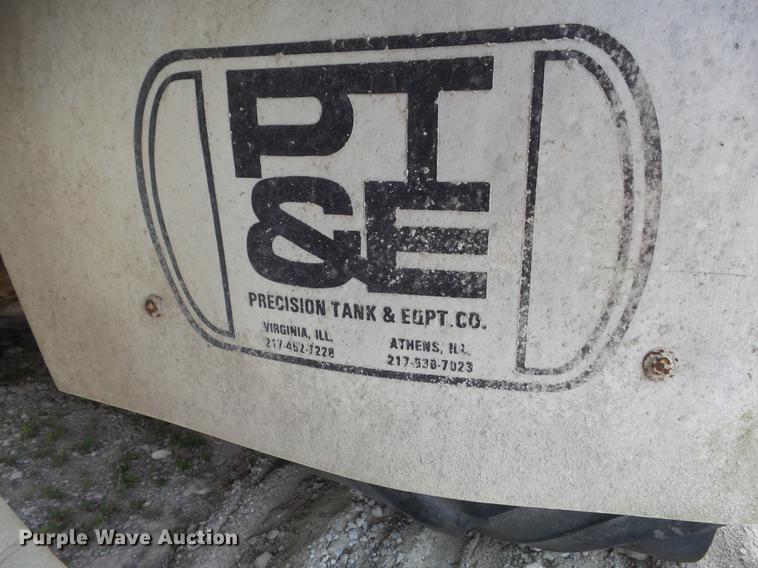 PT
&E
PRECISION TANK & EQPT. CO.
VIRGINIA, ILL. ATHENS, ILL.
217-452-7228 217-636-7023
Purple Wave Auction